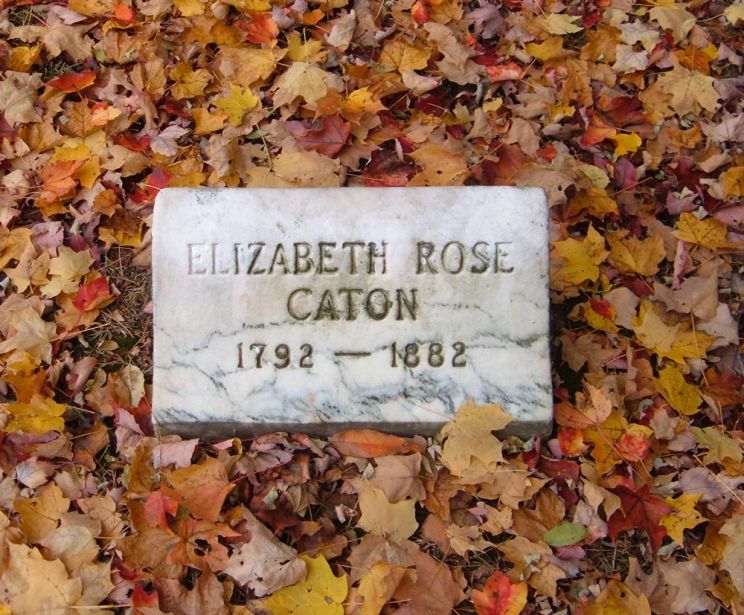 ELIZABETH ROSE
CATON
1792 — 1882